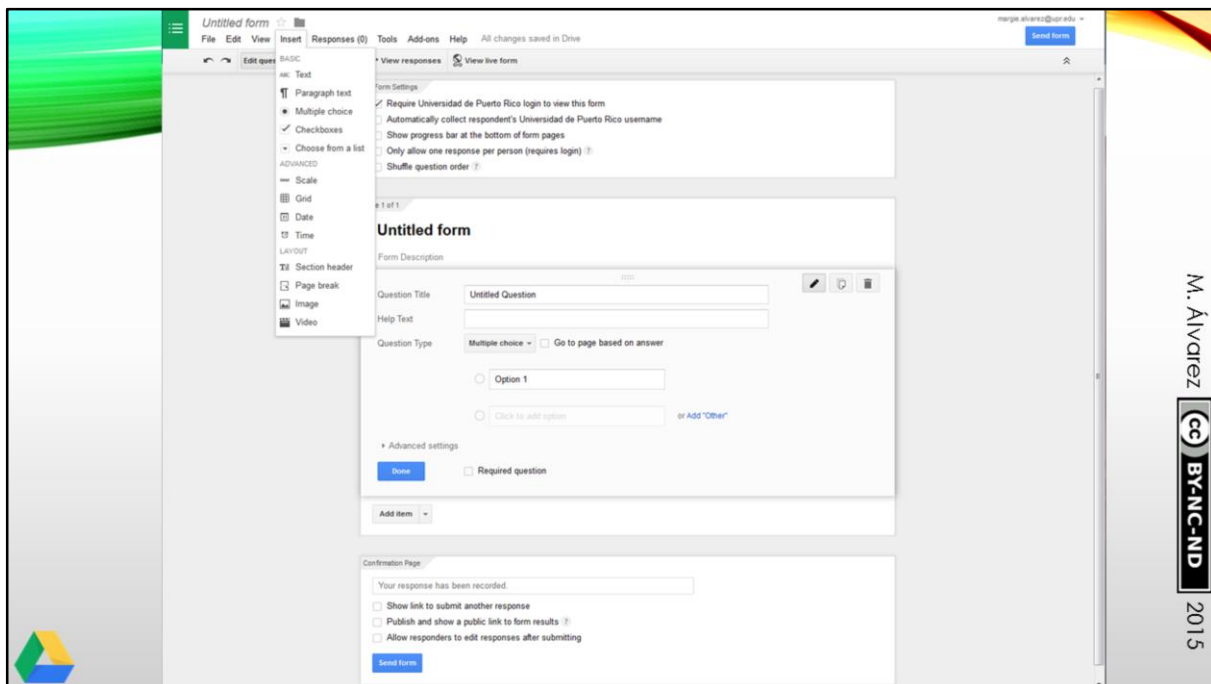 Untitled form
margie.alvarez@upr.edu
File Edit View Insert Responses (0) Tools Add-ons Help All changes saved in Drive
Send form
Edit ques
View responses View live form
BASIC
ABC Text
Paragraph text
Multiple choice
Checkboxes
Choose from a list
ADVANCED
Scale
Grid
Date
Time
LAYOUT
Section header
Page break
Image
Video
Form Settings
Require Universidad de Puerto Rico login to view this form
Automatically collect respondent's Universidad de Puerto Rico username
Show progress bar at the bottom of form pages
Only allow one response per person (requires login) ?
Shuffle question order ?
e 1 of 1
Untitled form
Form Description
Question Title Untitled Question
Help Text
Question Type Multiple choice Go to page based on answer
Option 1
Click to add option or Add "Other"
Advanced settings
Done Required question
Add item
Confirmation Page
Your response has been recorded.
Show link to submit another response
Publish and show a public link to form results ?
Allow responders to edit responses after submitting
Send form
M. Álvarez cc BY-NC-ND 2015